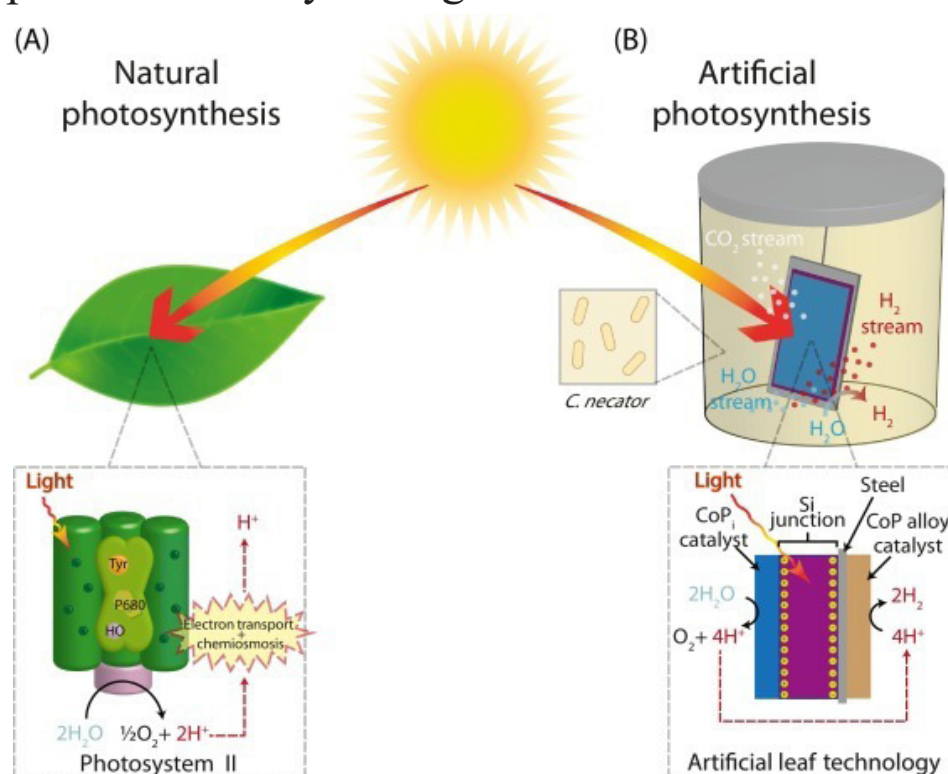 (A)
Natural
photosynthesis
(B)
Artificial
photosynthesis
CO₂ stream
H₂
stream
C. necator
H₂O
stream
H₂O
H₂
Light
Tyr
P680
HO
H⁺
Electron transport
+
chemiosmosis
2H₂O ½O₂+ 2H⁺
Photosystem II
Light
Steel
Si
junction
CoPᵢ
catalyst
CoP alloy
catalyst
2H₂O
O₂+ 4H⁺
2H₂
4H⁺
Artificial leaf technology